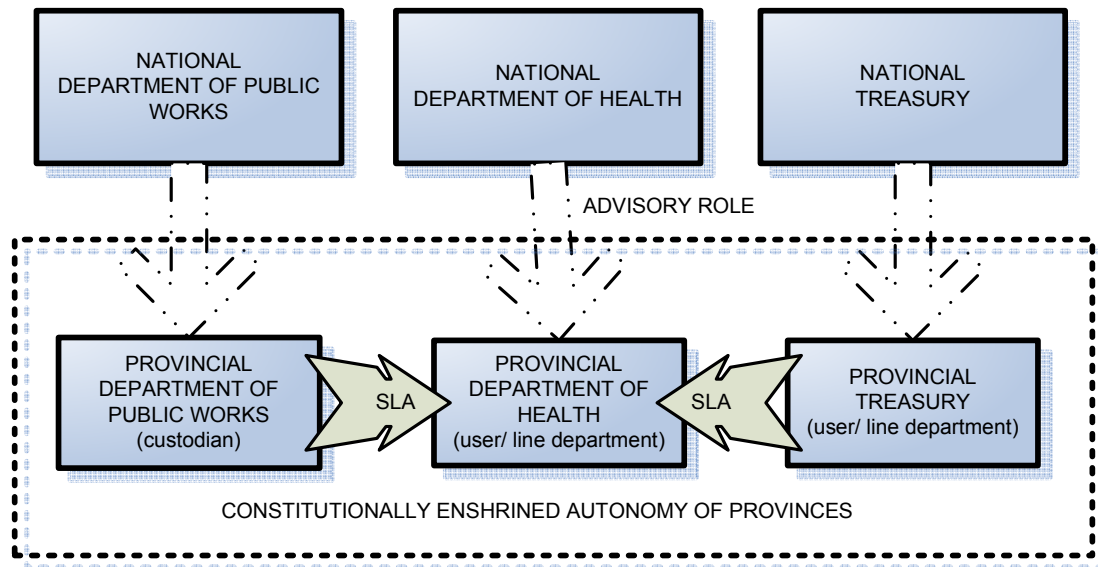 NATIONAL
DEPARTMENT OF PUBLIC
WORKS
NATIONAL
DEPARTMENT OF HEALTH
NATIONAL
TREASURY
ADVISORY ROLE
PROVINCIAL
DEPARTMENT OF
PUBLIC WORKS
(custodian)
SLA
PROVINCIAL
DEPARTMENT OF
HEALTH
(user/ line department)
SLA
PROVINCIAL
TREASURY
(user/ line department)
CONSTITUTIONALLY ENSHRINED AUTONOMY OF PROVINCES